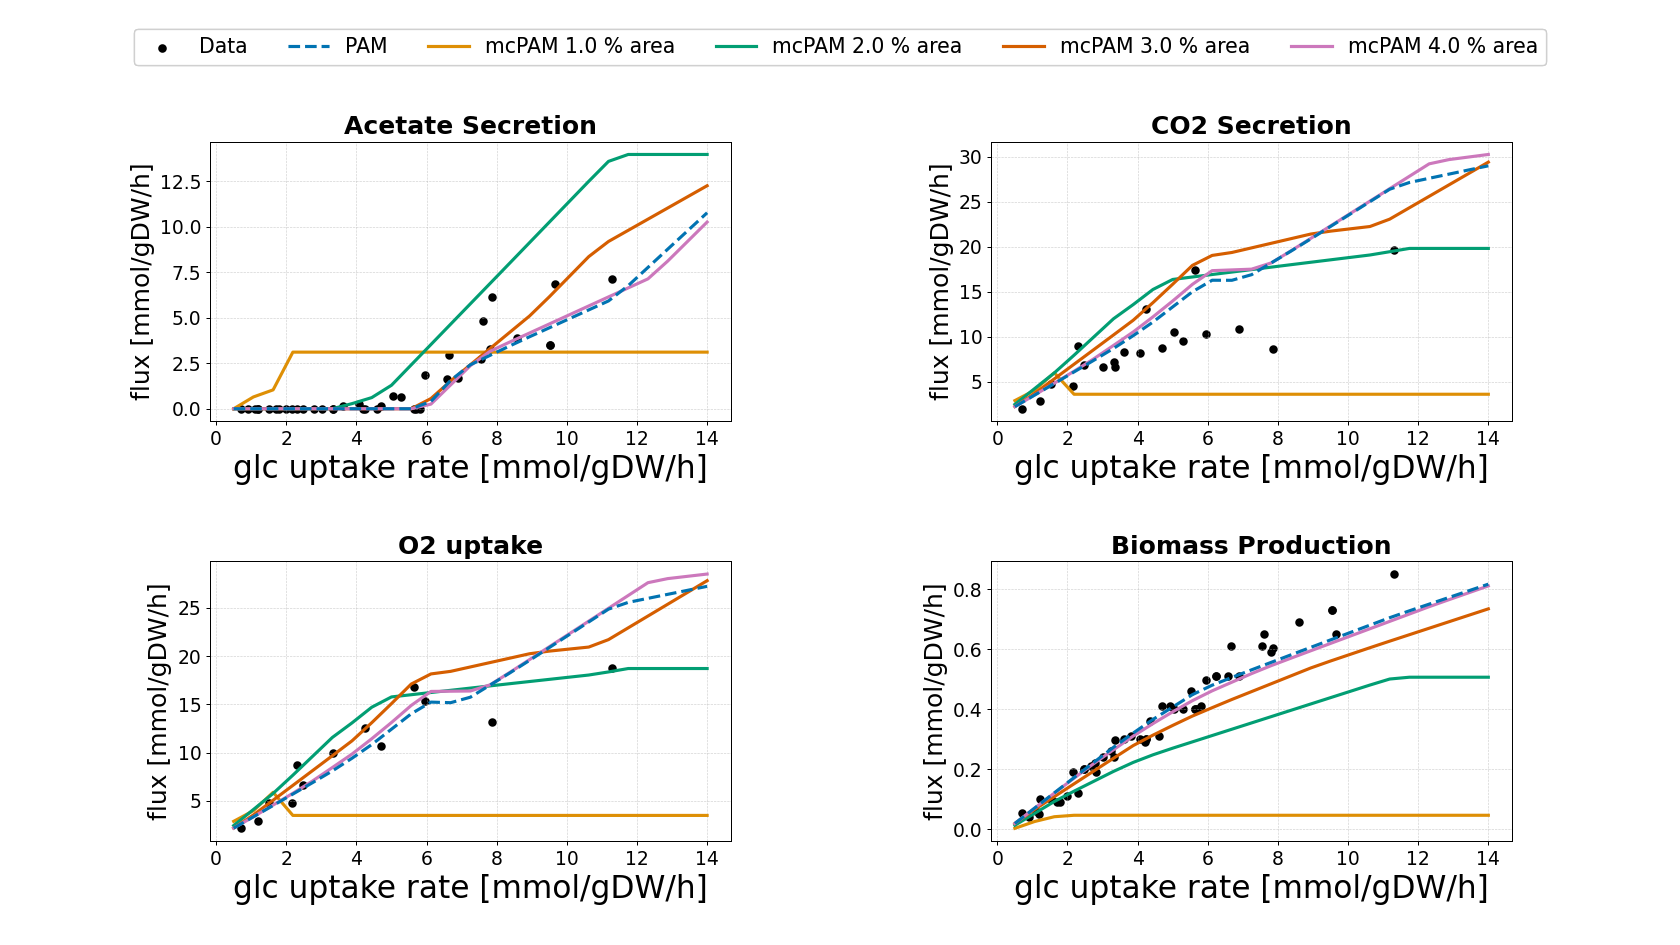 Data PAM mcPAM 1.0 % area mcPAM 2.0 % area mcPAM 3.0 % area mcPAM 4.0 % area
Acetate Secretion
flux [mmol/gDW/h]
12.5
10.0
7.5
5.0
2.5
0.0
0 2 4 6 8 10 12 14
glc uptake rate [mmol/gDW/h]
CO2 Secretion
flux [mmol/gDW/h]
30
25
20
15
10
5
0 2 4 6 8 10 12 14
glc uptake rate [mmol/gDW/h]
O2 uptake
flux [mmol/gDW/h]
25
20
15
10
5
0 2 4 6 8 10 12 14
glc uptake rate [mmol/gDW/h]
Biomass Production
flux [mmol/gDW/h]
0.8
0.6
0.4
0.2
0.0
0 2 4 6 8 10 12 14
glc uptake rate [mmol/gDW/h]